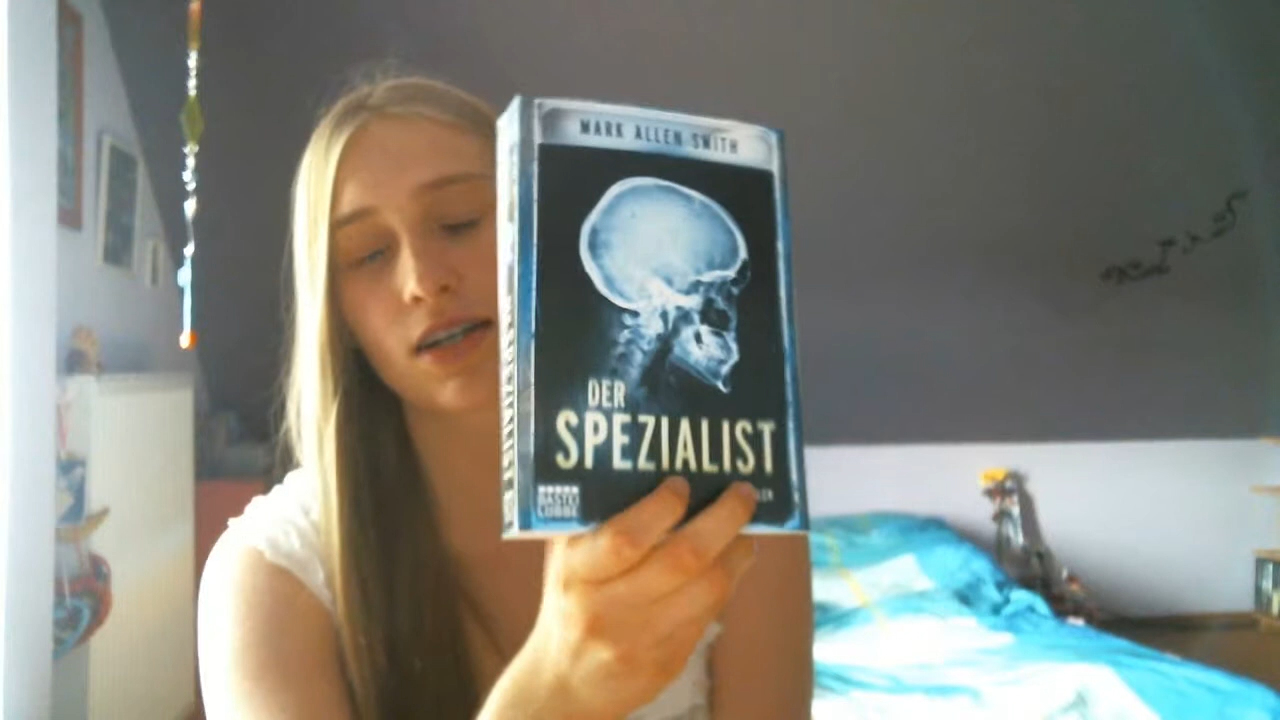 MARK ALLEN SMITH
DER
SPEZIALIST
BASTEI
LÜBBE